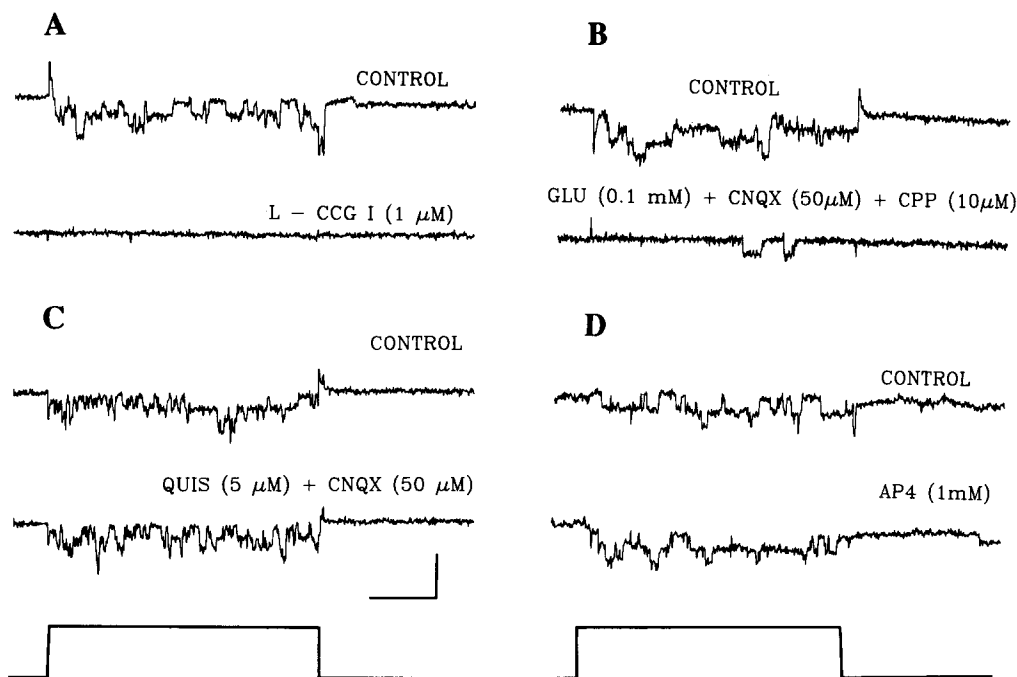 A
CONTROL
L – CCG I (1 μM)
B
CONTROL
GLU (0.1 mM) + CNQX (50μM) + CPP (10μM)
C
CONTROL
QUIS (5 μM) + CNQX (50 μM)
D
CONTROL
AP4 (1mM)